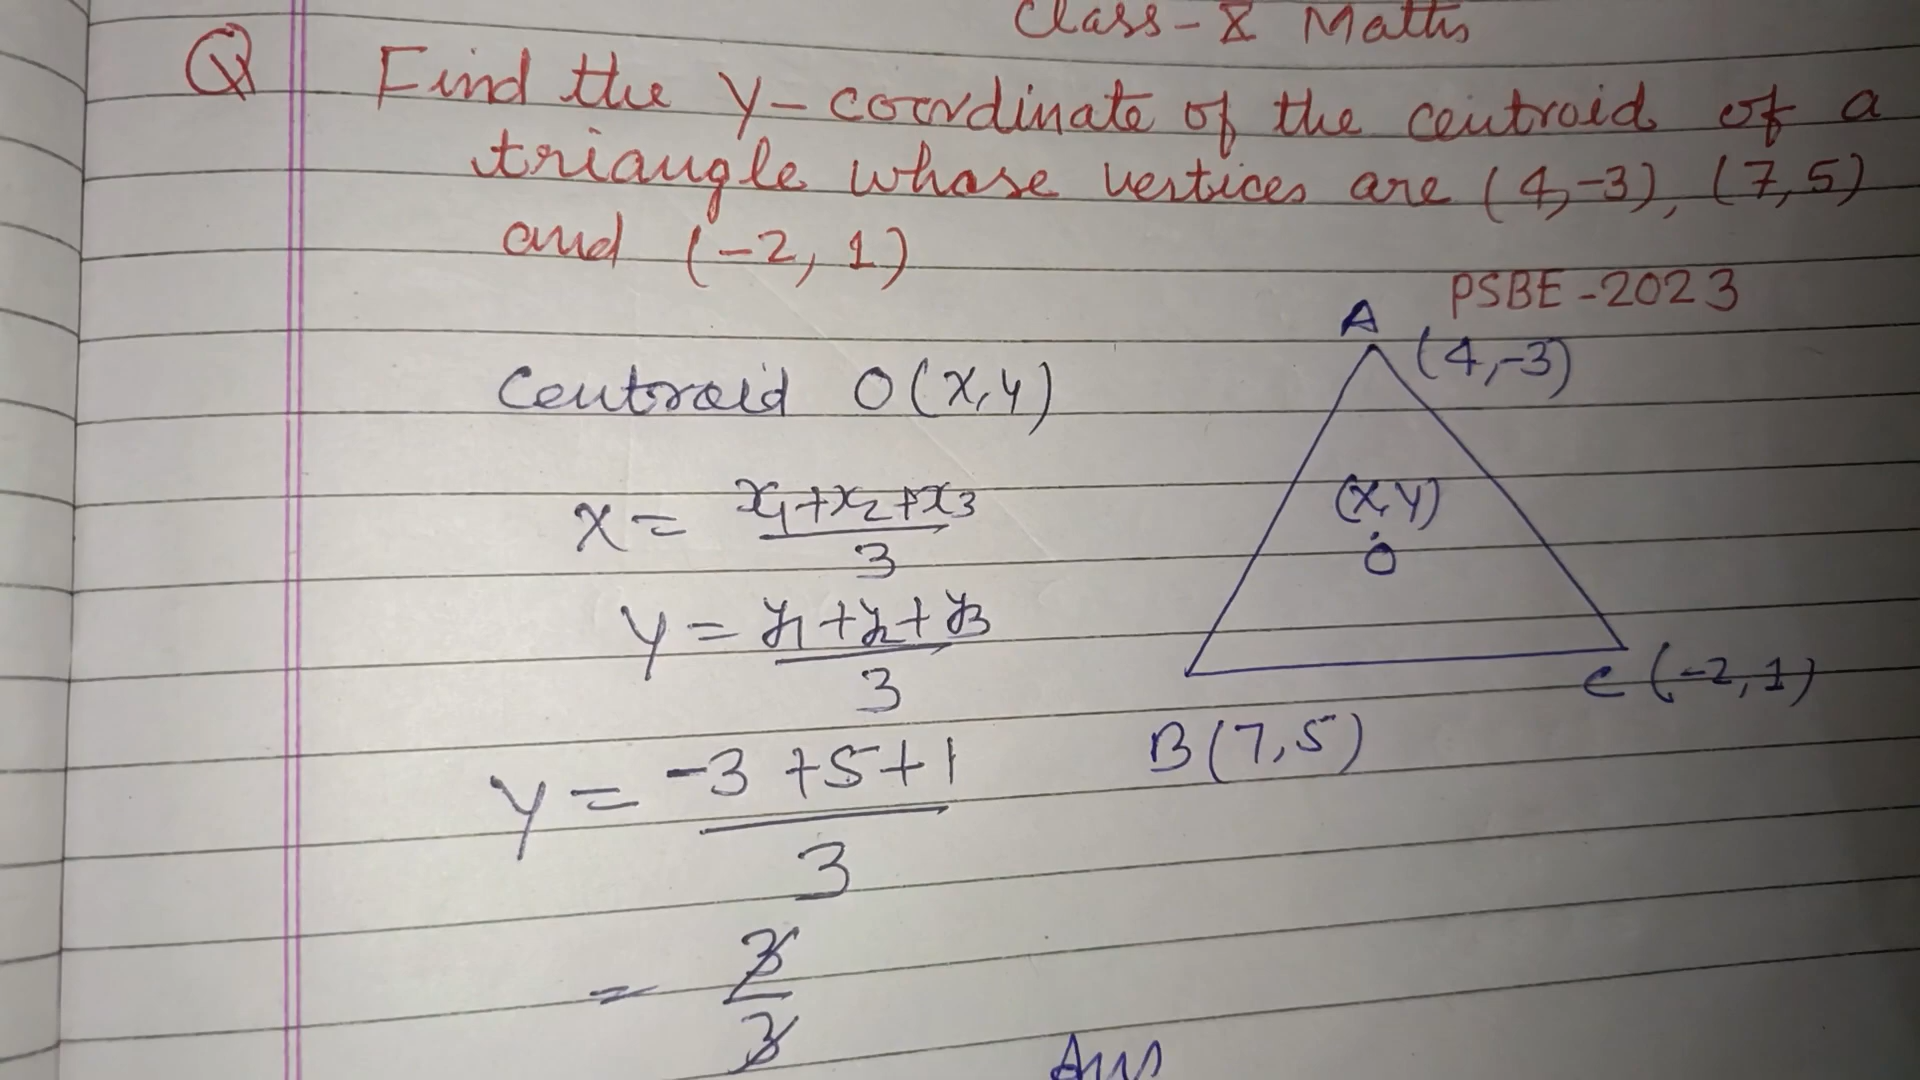 Class-X Maths
Q Find the y-coordinate of the centroid of a
triangle whose vertices are (4,-3), (7,5)
and (-2, 1)
PSBE-2023
Centroid O(x,y)
x = x₁+x₂+x₃
3
y = y₁+y₂+y₃
3
y = -3+5+1
3
= 3
3
Ans
A
(4,-3)
(x,y)
O
C (-2,1)
B(7,5)